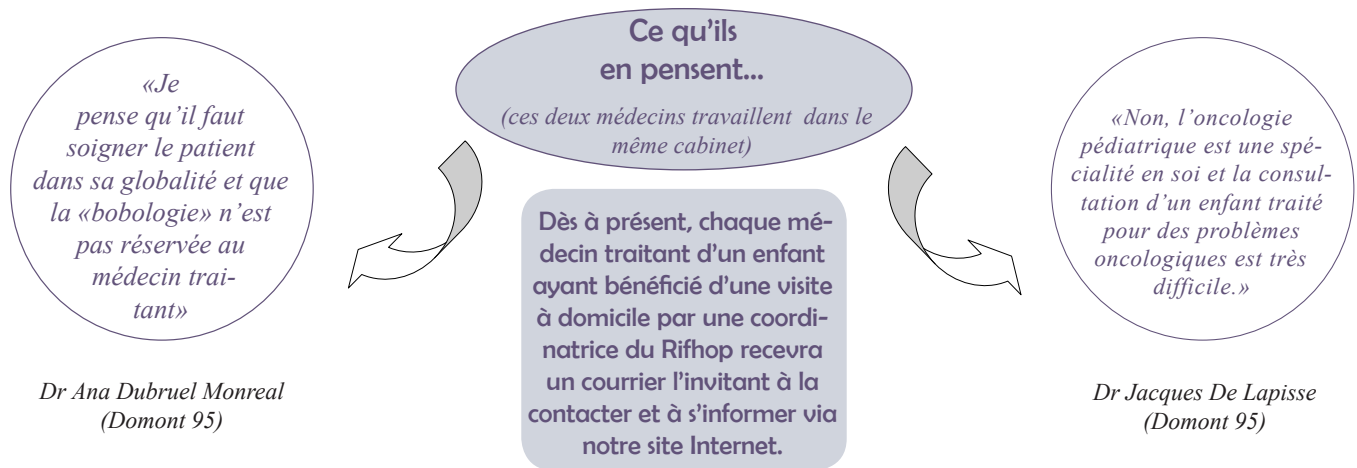 Ce qu'ils
en pensent...
(ces deux médecins travaillent dans le
même cabinet)
«Je
pense qu’il faut
soigner le patient
dans sa globalité et que
la «bobologie» n’est
pas réservée au
médecin trai-
tant»
Dr Ana Dubruel Monreal
(Domont 95)
Dès à présent, chaque mé-
decin traitant d'un enfant
ayant bénéficié d'une visite
à domicile par une coordi-
natrice du Rifhop recevra
un courrier l'invitant à la
contacter et à s'informer via
notre site Internet.
«Non, l’oncologie
pédiatrique est une spé-
cialité en soi et la consul-
tation d’un enfant traité
pour des problèmes
oncologiques est très
difficile.»
Dr Jacques De Lapisse
(Domont 95)